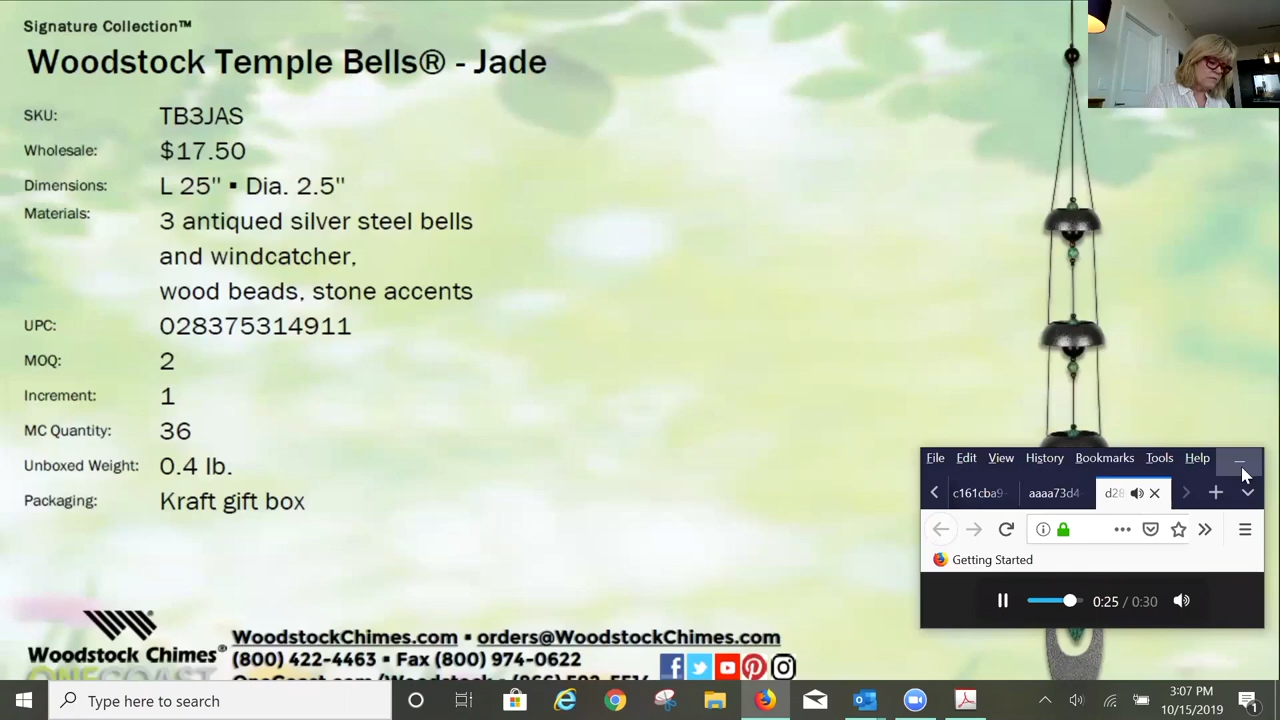 Signature Collection™
Woodstock Temple Bells® - Jade
SKU: TB3JAS
Wholesale: $17.50
Dimensions: L 25" ▪ Dia. 2.5"
Materials: 3 antiqued silver steel bells
and windcatcher,
wood beads, stone accents
UPC: 028375314911
MOQ: 2
Increment: 1
MC Quantity: 36
Unboxed Weight: 0.4 lb.
Packaging: Kraft gift box
File Edit View History Bookmarks Tools Help
c161cba9 aaaa73d4 d28
Getting Started
0:25 / 0:30
Woodstock Chimes®
WoodstockChimes.com ▪ orders@WoodstockChimes.com
(800) 422-4463 ▪ Fax (800) 974-0622
Type here to search
3:07 PM
10/15/2019
1